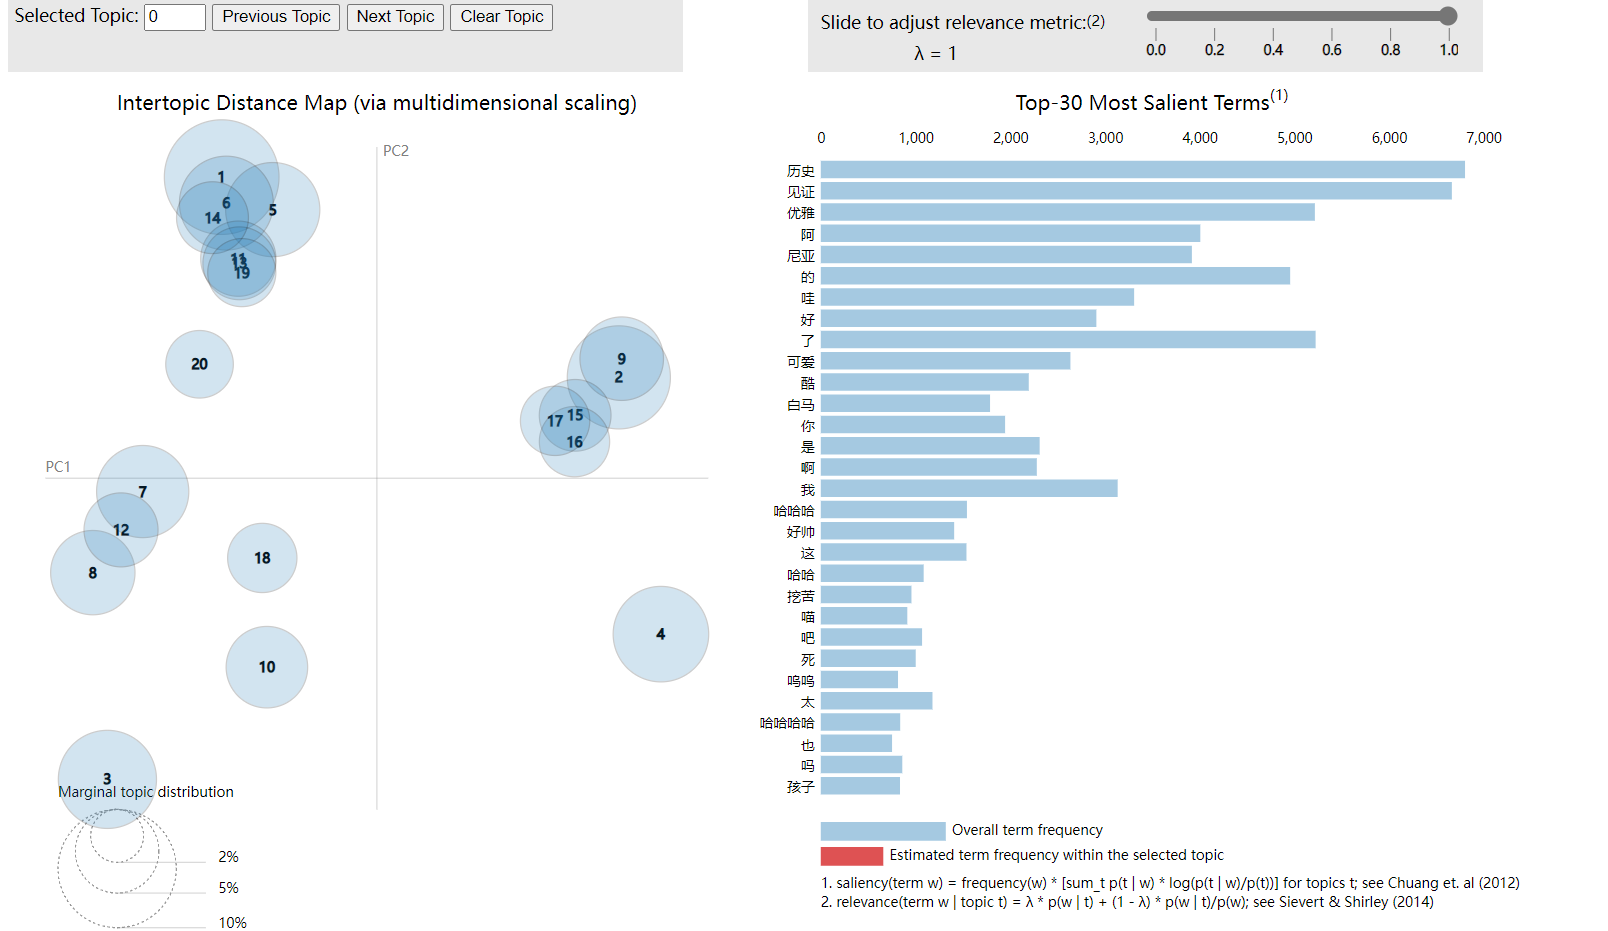 Selected Topic: 0 Previous Topic Next Topic Clear Topic
Slide to adjust relevance metric:(2)
λ = 1
0.0 0.2 0.4 0.6 0.8 1.0
Intertopic Distance Map (via multidimensional scaling)
PC2
PC1
1
6
5
14
11
13
19
20
9
2
17
15
16
7
12
8
18
10
4
3
Marginal topic distribution
2%
5%
10%
Top-30 Most Salient Terms(1)
0 1,000 2,000 3,000 4,000 5,000 6,000 7,000
历史
见证
优雅
阿
尼亚
的
哇
好
了
可爱
酷
白马
你
是
啊
我
哈哈哈
好帅
这
哈哈
挖苦
喵
吧
死
呜呜
太
哈哈哈哈
也
吗
孩子
Overall term frequency
Estimated term frequency within the selected topic
1. saliency(term w) = frequency(w) * [sum_t p(t | w) * log(p(t | w)/p(t))] for topics t; see Chuang et. al (2012)
2. relevance(term w | topic t) = λ * p(w | t) + (1 - λ) * p(w | t)/p(w); see Sievert & Shirley (2014)